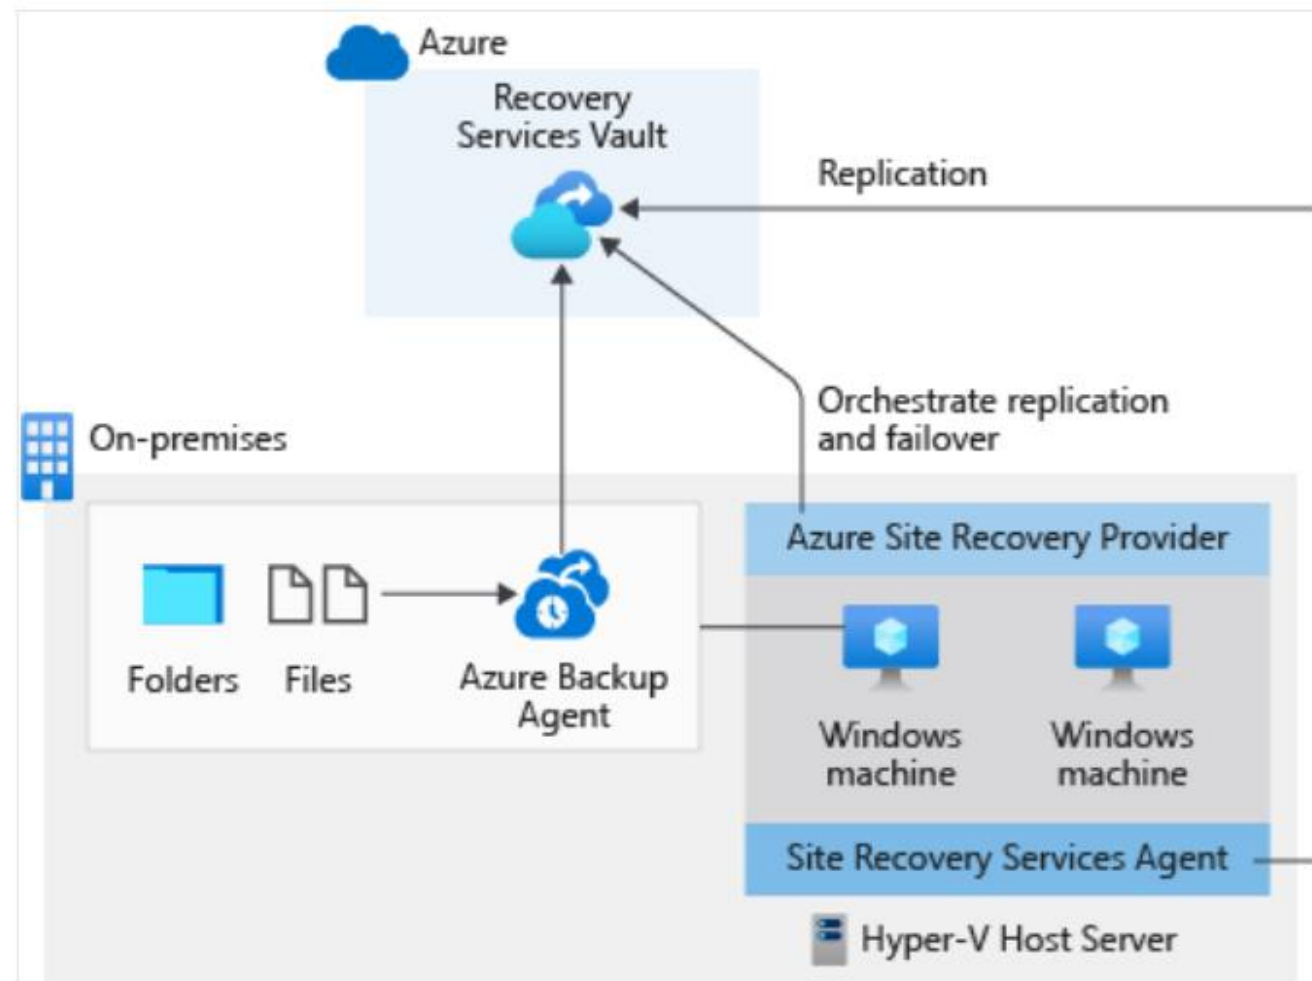 Azure
Recovery
Services Vault
Replication
Orchestrate replication
and failover
On-premises
Azure Site Recovery Provider
Folders
Files
Azure Backup
Agent
Windows
machine
Windows
machine
Site Recovery Services Agent
Hyper-V Host Server